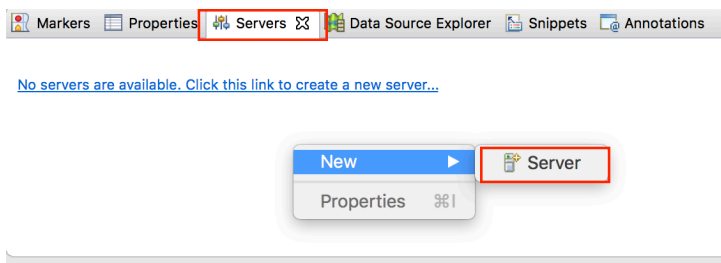 Markers Properties Servers Data Source Explorer Snippets Annotations
No servers are available. Click this link to create a new server...
New Server
Properties ⌘I